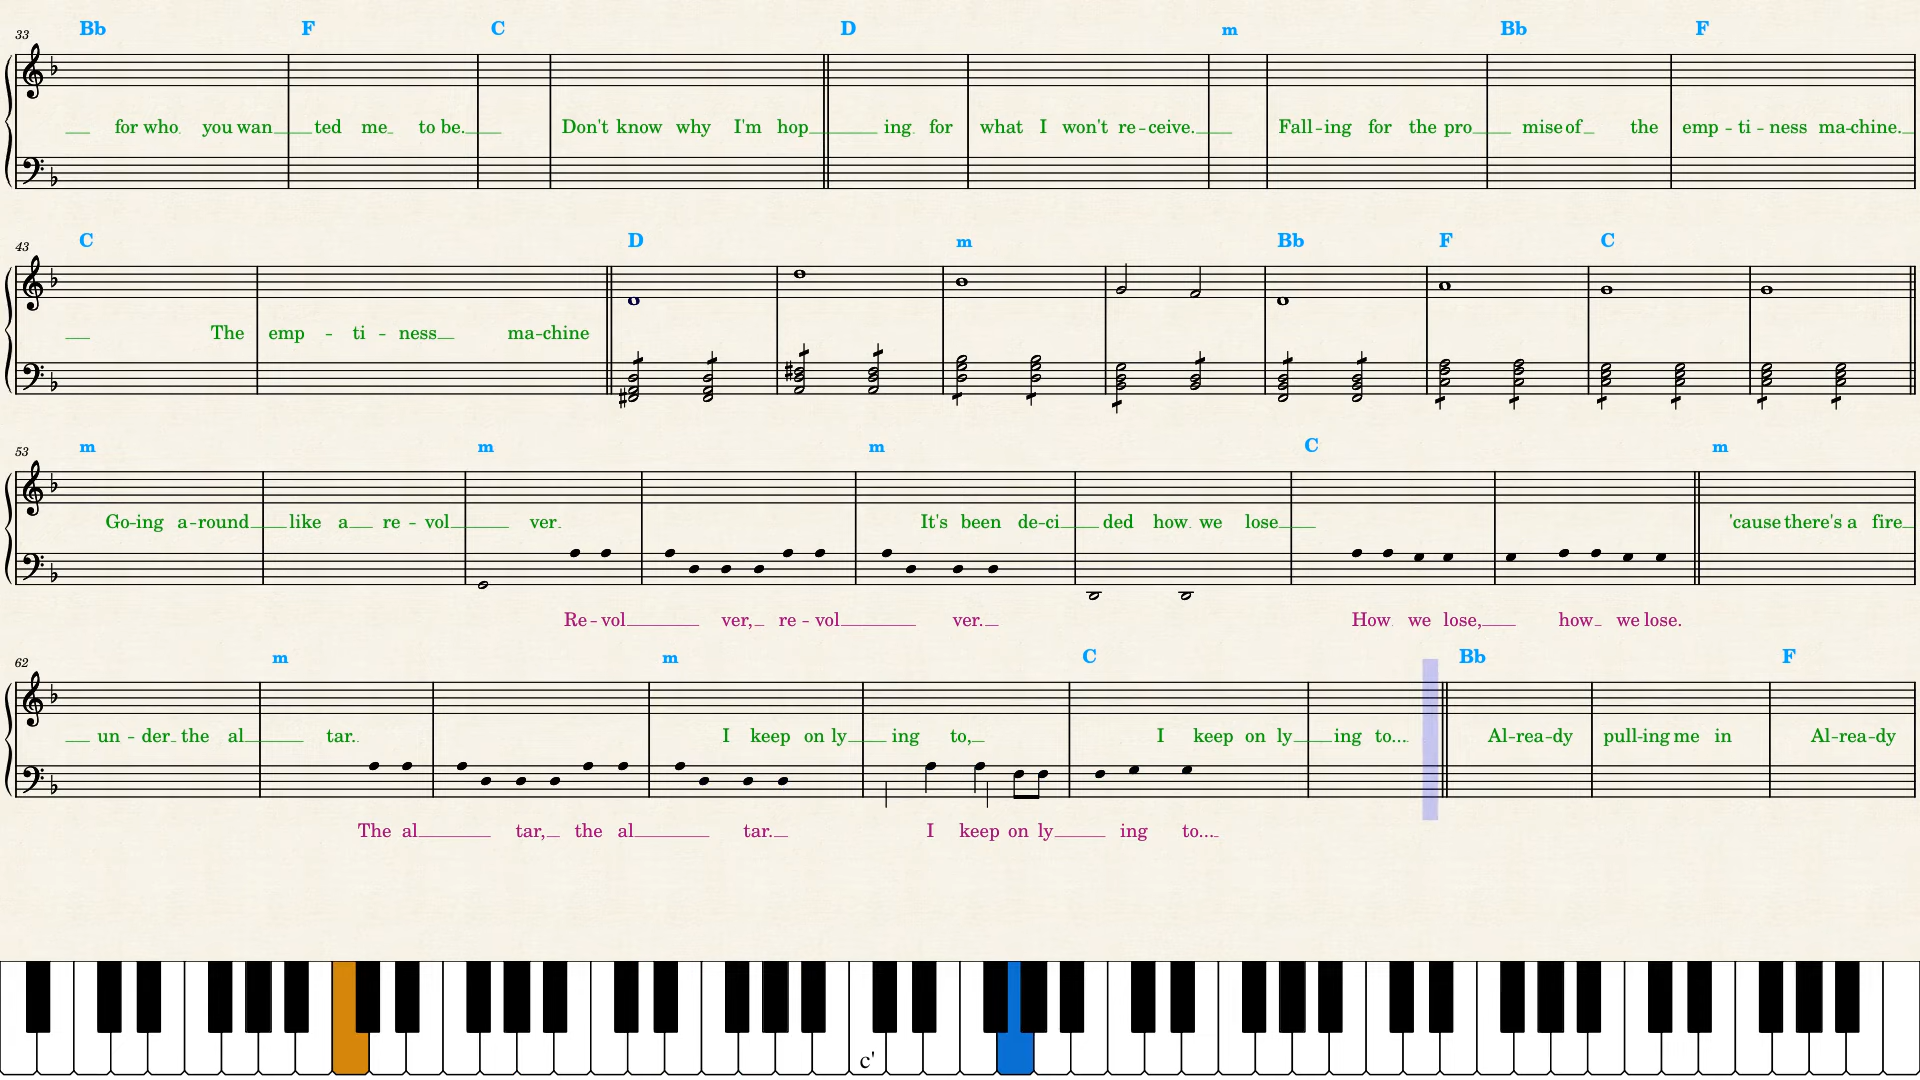 33 Bb F C D m Bb F
for who you wan ted me to be. Don't know why I'm hop ing for what I won't re-ceive. Fall-ing for the pro mise of the emp-ti-ness ma-chine.
43 C D m Bb F C
The emp-ti-ness ma-chine
53 m m m C m
Go-ing a-round like a re-vol ver. It's been de-ci ded how we lose 'cause there's a fire
Re-vol ver, re-vol ver. How we lose, how we lose.
62 m m C Bb F
un-der the al tar. I keep on ly ing to, I keep on ly ing to... Al-rea-dy pull-ing me in Al-rea-dy
The al tar, the al tar. I keep on ly ing to...
c'